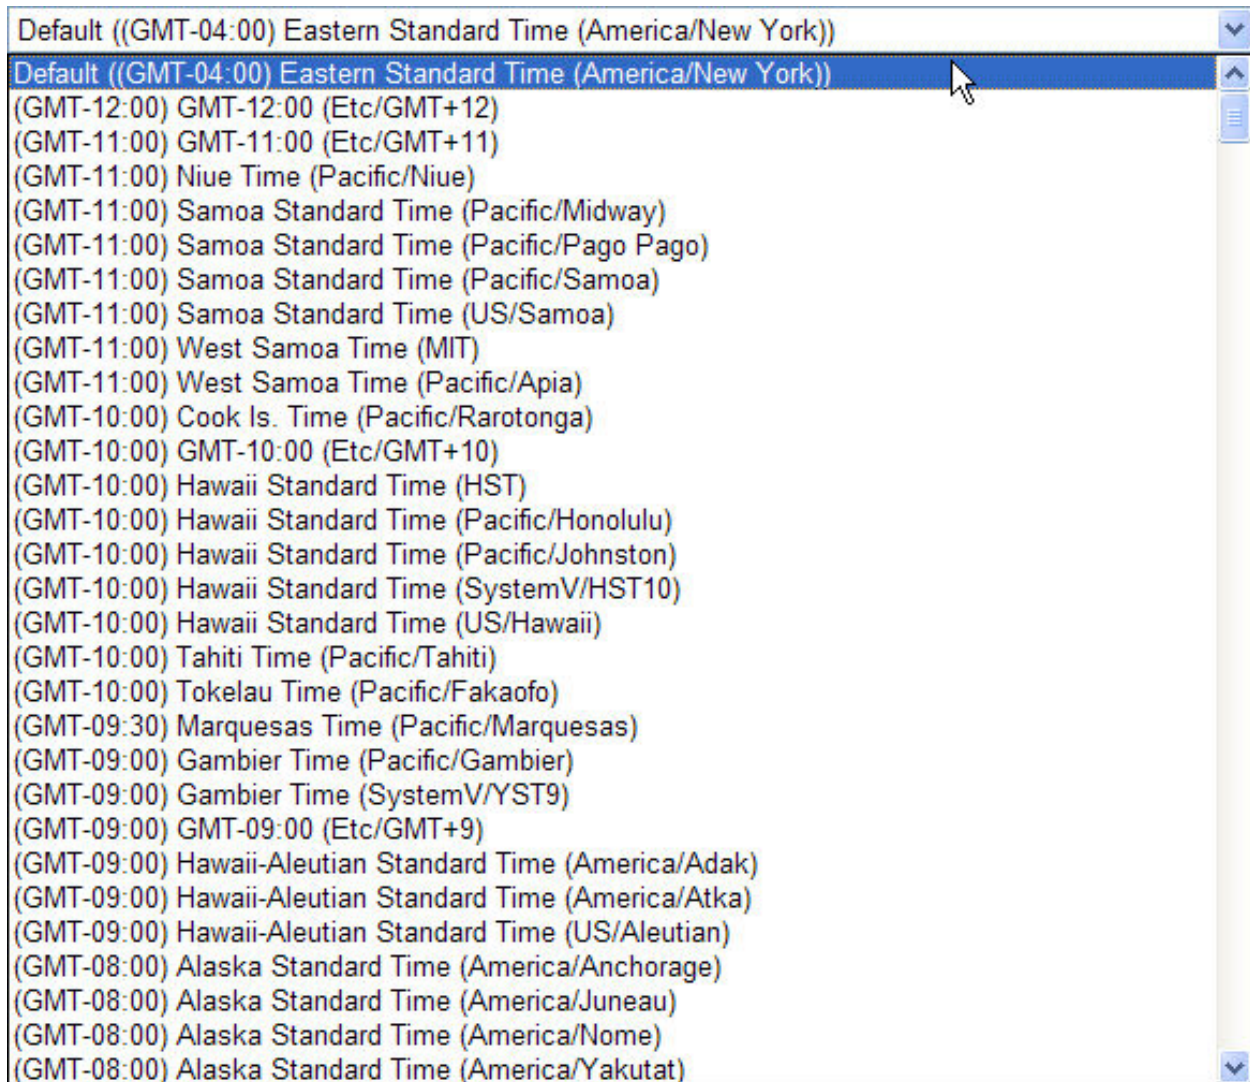 Default ((GMT-04:00) Eastern Standard Time (America/New York))
Default ((GMT-04:00) Eastern Standard Time (America/New York))
(GMT-12:00) GMT-12:00 (Etc/GMT+12)
(GMT-11:00) GMT-11:00 (Etc/GMT+11)
(GMT-11:00) Niue Time (Pacific/Niue)
(GMT-11:00) Samoa Standard Time (Pacific/Midway)
(GMT-11:00) Samoa Standard Time (Pacific/Pago Pago)
(GMT-11:00) Samoa Standard Time (Pacific/Samoa)
(GMT-11:00) Samoa Standard Time (US/Samoa)
(GMT-11:00) West Samoa Time (MIT)
(GMT-11:00) West Samoa Time (Pacific/Apia)
(GMT-10:00) Cook Is. Time (Pacific/Rarotonga)
(GMT-10:00) GMT-10:00 (Etc/GMT+10)
(GMT-10:00) Hawaii Standard Time (HST)
(GMT-10:00) Hawaii Standard Time (Pacific/Honolulu)
(GMT-10:00) Hawaii Standard Time (Pacific/Johnston)
(GMT-10:00) Hawaii Standard Time (SystemV/HST10)
(GMT-10:00) Hawaii Standard Time (US/Hawaii)
(GMT-10:00) Tahiti Time (Pacific/Tahiti)
(GMT-10:00) Tokelau Time (Pacific/Fakaofo)
(GMT-09:30) Marquesas Time (Pacific/Marquesas)
(GMT-09:00) Gambier Time (Pacific/Gambier)
(GMT-09:00) Gambier Time (SystemV/YST9)
(GMT-09:00) GMT-09:00 (Etc/GMT+9)
(GMT-09:00) Hawaii-Aleutian Standard Time (America/Adak)
(GMT-09:00) Hawaii-Aleutian Standard Time (America/Atka)
(GMT-09:00) Hawaii-Aleutian Standard Time (US/Aleutian)
(GMT-08:00) Alaska Standard Time (America/Anchorage)
(GMT-08:00) Alaska Standard Time (America/Juneau)
(GMT-08:00) Alaska Standard Time (America/Nome)
(GMT-08:00) Alaska Standard Time (America/Yakutat)